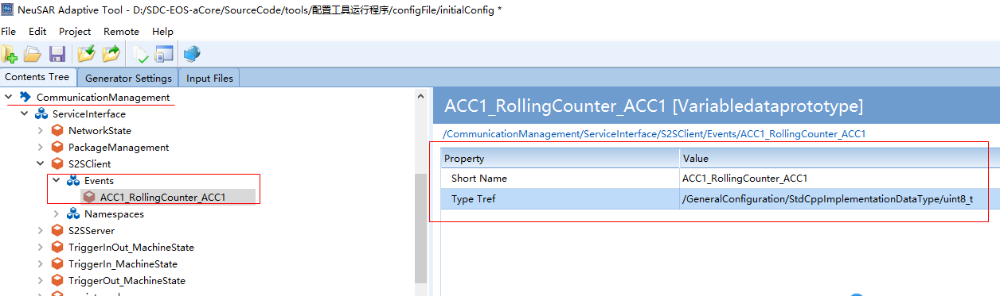 NeuSAR Adaptive Tool - D:/SDC-EOS-aCore/SourceCode/tools/配置工具运行程序/configFile/initialConfig *
File Edit Project Remote Help
Contents Tree Generator Settings Input Files
CommunicationManagement
ServiceInterface
NetworkState
PackageManagement
S2SClient
Events
ACC1_RollingCounter_ACC1
Namespaces
S2SServer
TriggerInOut_MachineState
TriggerIn_MachineState
TriggerOut_MachineState
ACC1_RollingCounter_ACC1 [Variabledataprototype]
/CommunicationManagement/ServiceInterface/S2SClient/Events/ACC1_RollingCounter_ACC1
Property Value
Short Name ACC1_RollingCounter_ACC1
Type Tref /GeneralConfiguration/StdCppImplementationDataType/uint8_t